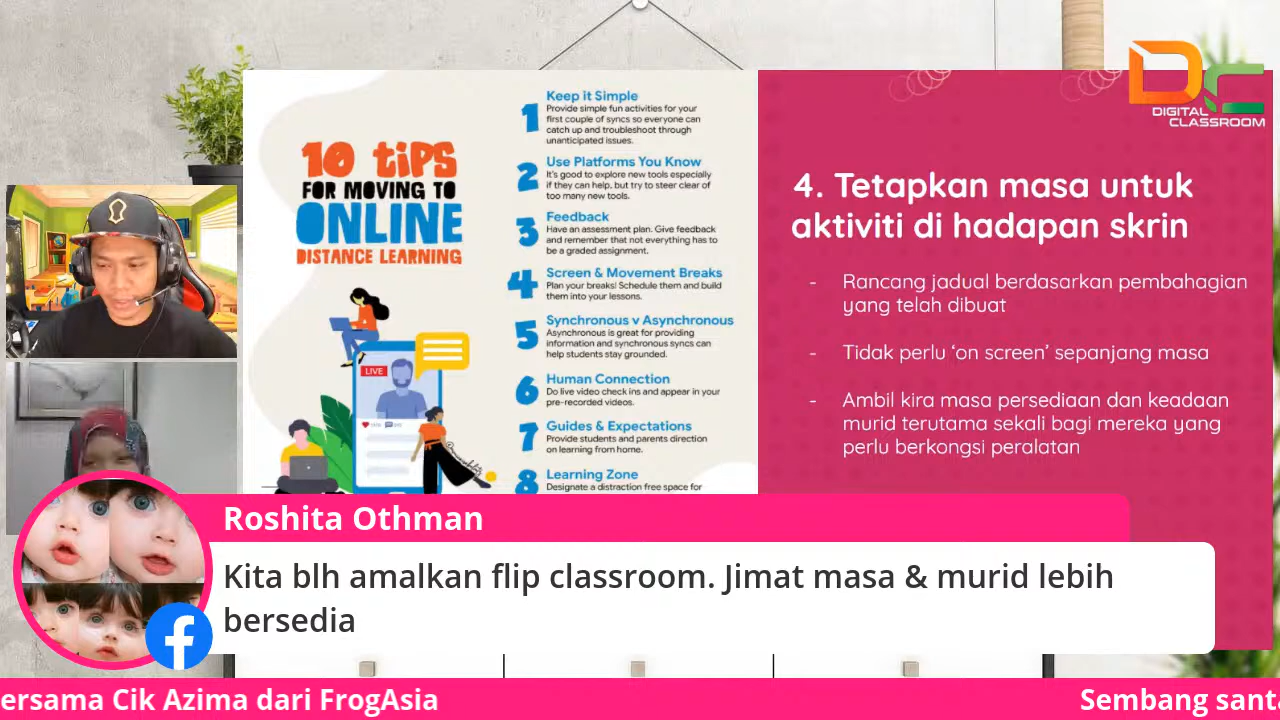 10 tips
FOR MOVING TO
ONLINE
DISTANCE LEARNING
LIVE
1 Keep it Simple
Provide simple fun activities for your
first couple of syncs so everyone can
catch up and troubleshoot through
unanticipated issues.
2 Use Platforms You Know
It's good to explore new tools especially
if they can help, but try to steer clear of
too many new tools.
3 Feedback
Have an assessment plan. Give feedback
and remember that not everything has to
be a graded assignment.
4 Screen & Movement Breaks
Plan your breaks! Schedule them and build
them into your lessons.
5 Synchronous v Asynchronous
Asynchronous is great for providing
information and synchronous syncs can
help students stay grounded.
6 Human Connection
Do live video check ins and appear in your
pre-recorded videos.
7 Guides & Expectations
Provide students and parents direction
on learning from home.
8 Learning Zone
Designate a distraction free space for
DC
DIGITAL
CLASSROOM
4. Tetapkan masa untuk
aktiviti di hadapan skrin
- Rancang jadual berdasarkan pembahagian
yang telah dibuat
- Tidak perlu ‘on screen’ sepanjang masa
- Ambil kira masa persediaan dan keadaan
murid terutama sekali bagi mereka yang
perlu berkongsi peralatan
Roshita Othman
Kita blh amalkan flip classroom. Jimat masa & murid lebih
bersedia
ersama Cik Azima dari FrogAsia
Sembang santa